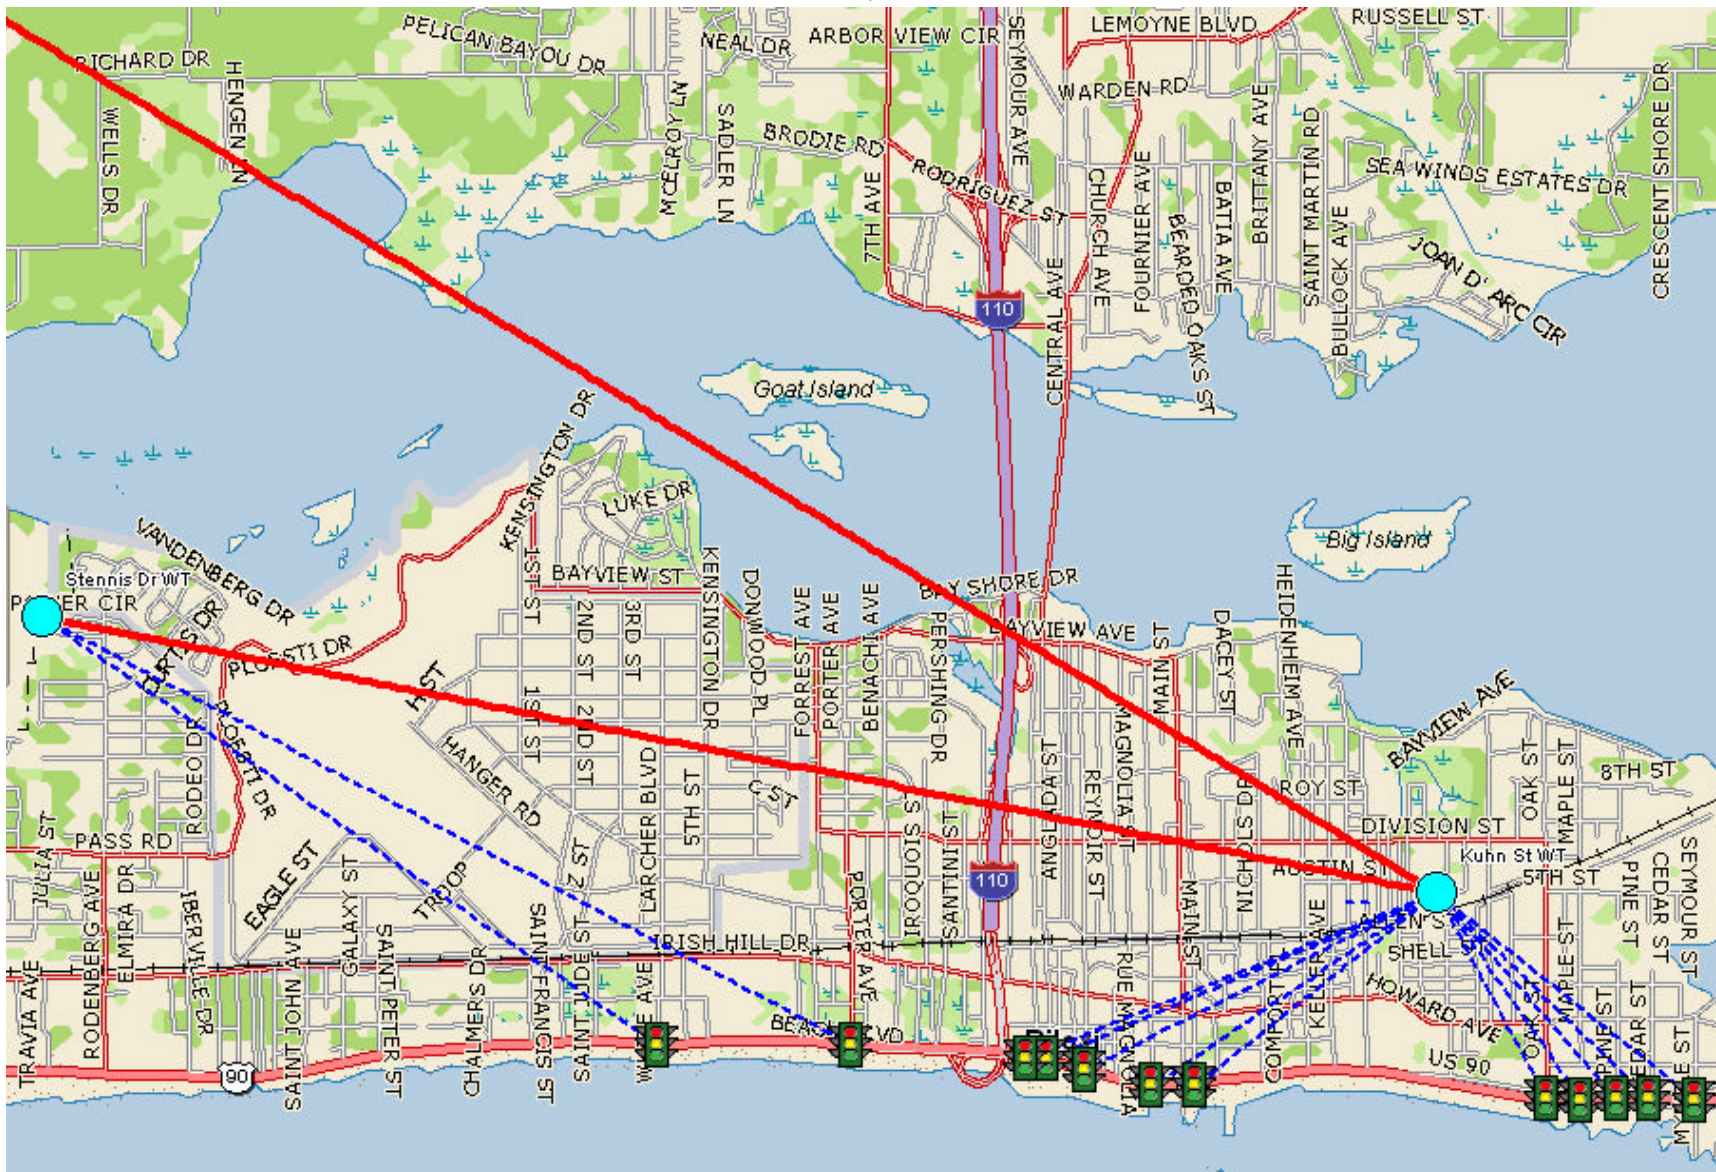 RUSSELL ST
LEMOYNE BLVD
PELICAN BAYOU DR
NEAL DR
ARBOR VIEW CIR
SEYMOUR AVE
RICHARD DR
HENGEN LN
WELLS DR
MCELROY LN
SADLER LN
BRODIE RD
WARDEN RD
CRESCENT SHORE DR
BRITTANY AVE
SAINT MARTIN RD
SEA WINDS ESTATES DR
RODRIGUEZ ST
7TH AVE
CHURCH AVE
FOURNIER AVE
BEARDED OAKS ST
BATIA AVE
BULLOCK AVE
JOAN D' ARC CIR
CENTRAL AVE
110
Goat Island
KENSINGTON DR
LUKE DR
Big Island
VANDENBERG DR
Stennis Dr WT
BAYVIEW ST
1ST ST
2ND ST
3RD ST
KENSINGTON DR
DONWOOD PL
FORREST AVE
PORTER AVE
BENACHI AVE
PERSHING DR
BAY SHORE DR
BAYVIEW AVE
MAIN ST
DACEY ST
HEIDENHEIM AVE
BAYVIEW AVE
PLOESTI DR
H ST
1ST ST
2ND ST
HANGER RD
RODEO DR
PLOESTI DR
LARCHER BLVD
5TH ST
C ST
ANGLADA ST
REYNOIR ST
MAGNOLIA ST
NICHOLS DR
ROY ST
OAK ST
MAPLE ST
8TH ST
DIVISION ST
AUSTIN ST
Kuhn St WT
5TH ST
JULIA ST
PASS RD
RODENBERG AVE
ELMIRA DR
IBERVILLE DR
EAGLE ST
GALAXY ST
TROOP
Z ST
IROQUOIS S
SANTINI ST
110
PINE ST
CEDAR ST
SEYMOUR ST
SHELL
MAIN ST
KELLER AVE
HOWARD AVE
MAPLE ST
IRISH HILL DR
PORTER AVE
TRAVIA AVE
SAINT JOHN AVE
SAINT PETER ST
CHALMERS DR
SAINT FRANCIS ST
SAINT JUDE ST
RUE MAGNOLIA
US 90
90